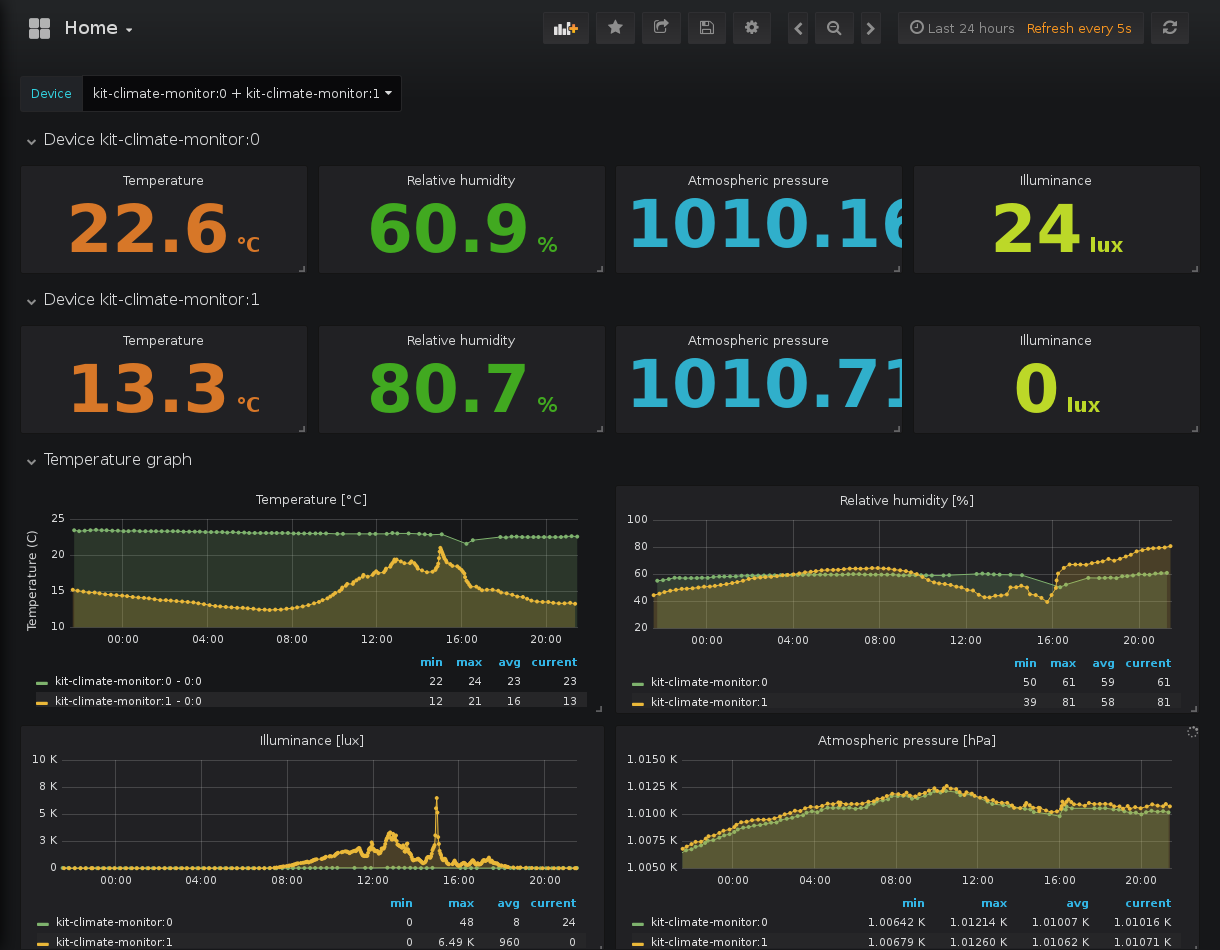 Home
Last 24 hours Refresh every 5s
Device kit-climate-monitor:0 + kit-climate-monitor:1
Device kit-climate-monitor:0
Temperature Relative humidity Atmospheric pressure Illuminance
22.6 °C 60.9 % 1010.16 24 lux
Device kit-climate-monitor:1
Temperature Relative humidity Atmospheric pressure Illuminance
13.3 °C 80.7 % 1010.71 0 lux
Temperature graph
Temperature [°C]
Temperature (C)
25
20
15
10
00:00 04:00 08:00 12:00 16:00 20:00
min max avg current
kit-climate-monitor:0 - 0:0 22 24 23 23
kit-climate-monitor:1 - 0:0 12 21 16 13
Relative humidity [%]
100
80
60
40
20
00:00 04:00 08:00 12:00 16:00 20:00
min max avg current
kit-climate-monitor:0 50 61 59 61
kit-climate-monitor:1 39 81 58 81
Illuminance [lux]
10 K
8 K
5 K
3 K
0
00:00 04:00 08:00 12:00 16:00 20:00
min max avg current
kit-climate-monitor:0 0 48 8 24
kit-climate-monitor:1 0 6.49 K 960 0
Atmospheric pressure [hPa]
1.0150 K
1.0125 K
1.0100 K
1.0075 K
1.0050 K
00:00 04:00 08:00 12:00 16:00 20:00
min max avg current
kit-climate-monitor:0 1.00642 K 1.01214 K 1.01007 K 1.01016 K
kit-climate-monitor:1 1.00679 K 1.01260 K 1.01062 K 1.01071 K